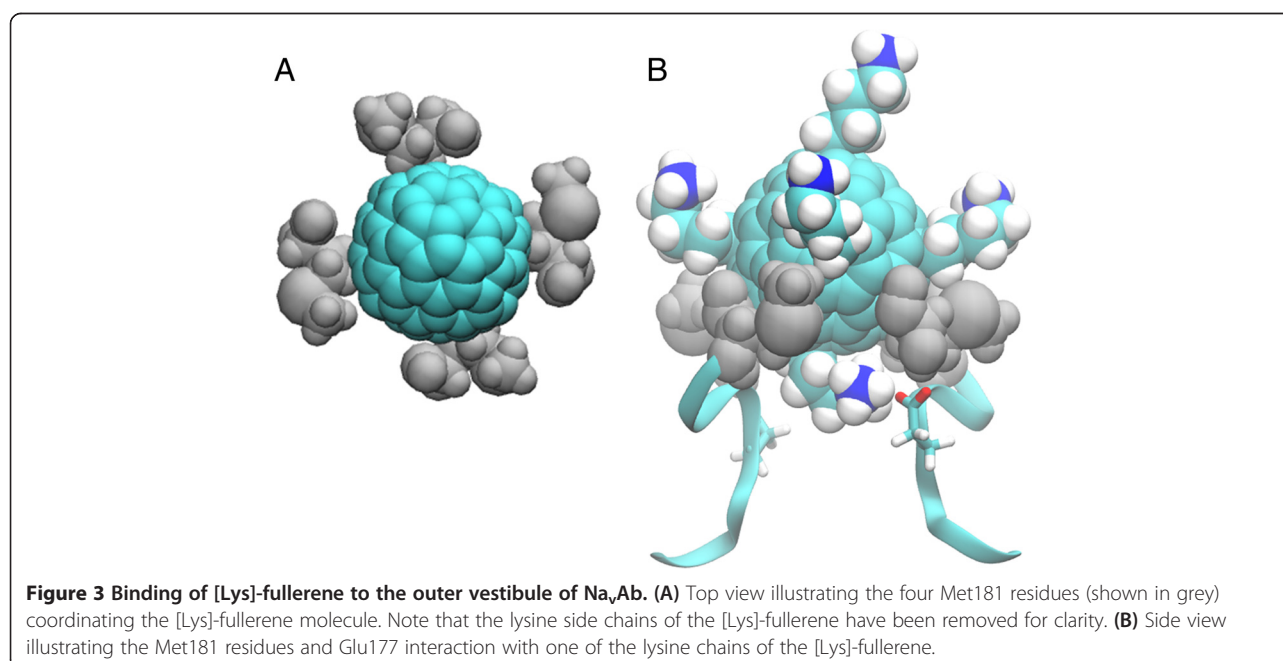 A
B
Figure 3 Binding of [Lys]-fullerene to the outer vestibule of NavAb. (A) Top view illustrating the four Met181 residues (shown in grey)
coordinating the [Lys]-fullerene molecule. Note that the lysine side chains of the [Lys]-fullerene have been removed for clarity. (B) Side view
illustrating the Met181 residues and Glu177 interaction with one of the lysine chains of the [Lys]-fullerene.